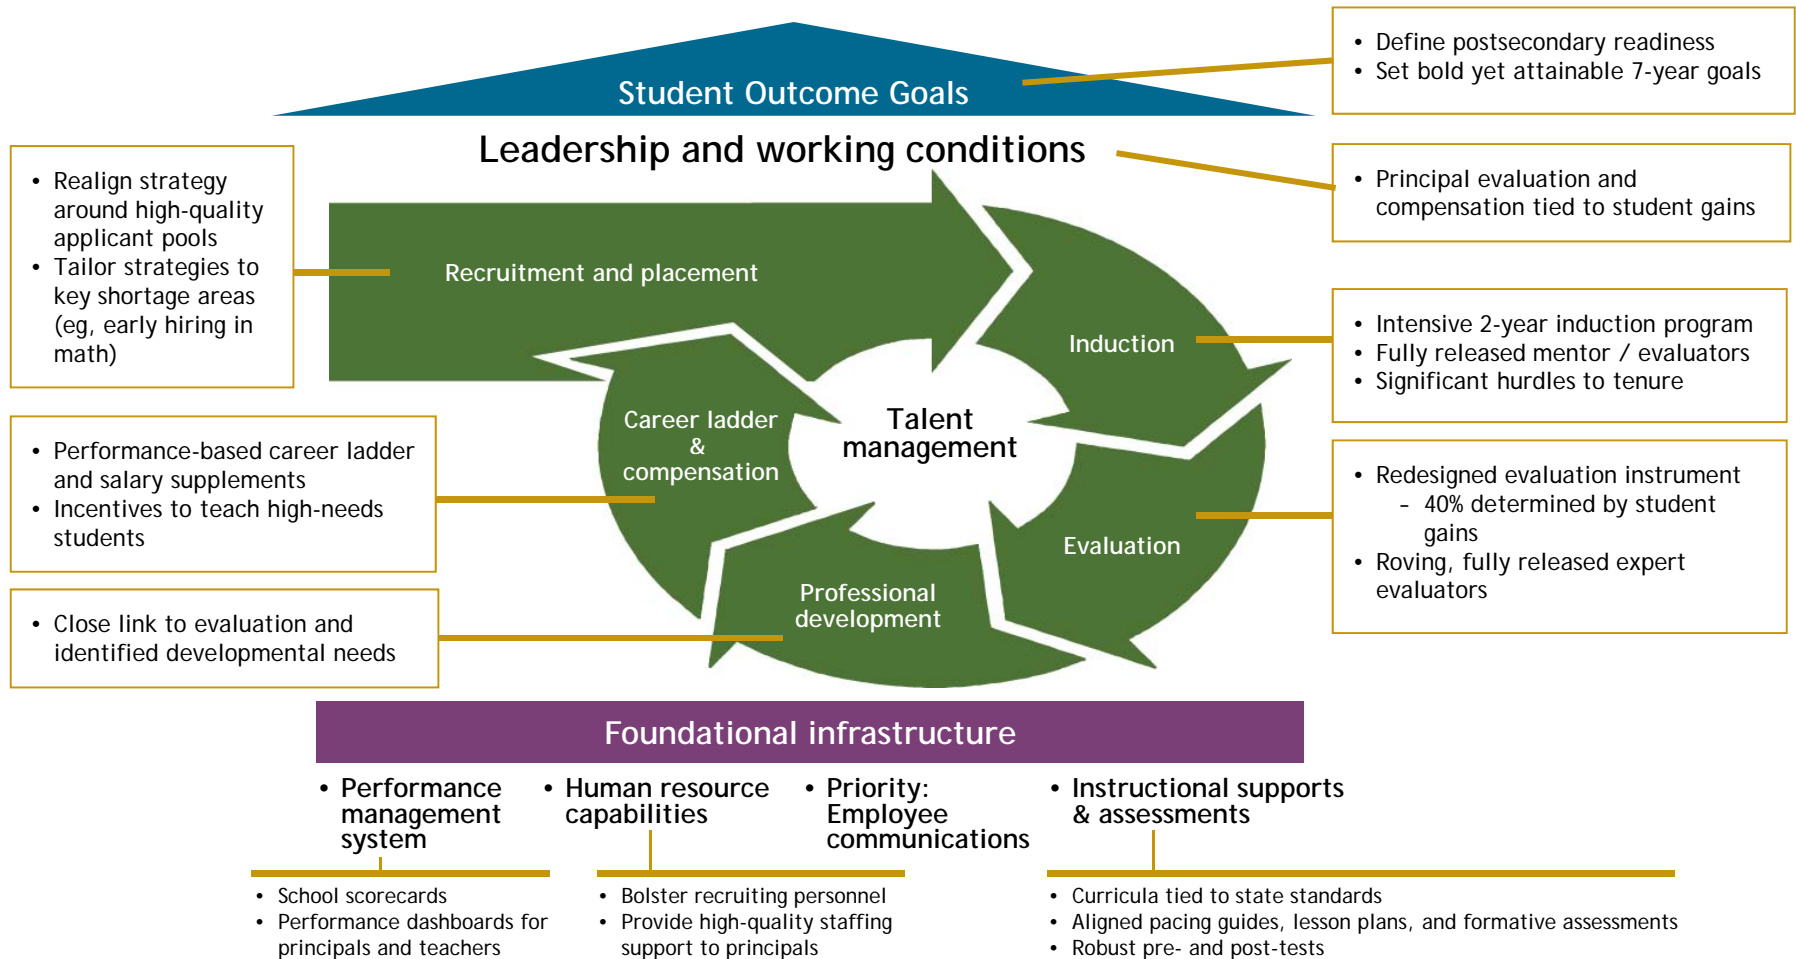 Student Outcome Goals
• Define postsecondary readiness
• Set bold yet attainable 7-year goals
Leadership and working conditions
• Principal evaluation and
compensation tied to student gains
• Realign strategy
around high-quality
applicant pools
• Tailor strategies to
key shortage areas
(eg, early hiring in
math)
Recruitment and placement
Induction
• Intensive 2-year induction program
• Fully released mentor / evaluators
• Significant hurdles to tenure
Career ladder
&
compensation
Talent
management
• Performance-based career ladder
and salary supplements
• Incentives to teach high-needs
students
Evaluation
• Redesigned evaluation instrument
– 40% determined by student
gains
• Roving, fully released expert
evaluators
Professional
development
• Close link to evaluation and
identified developmental needs
Foundational infrastructure
• Performance
management
system
• Human resource
capabilities
• Priority:
Employee
communications
• Instructional supports
& assessments
• School scorecards
• Performance dashboards for
principals and teachers
• Bolster recruiting personnel
• Provide high-quality staffing
support to principals
• Curricula tied to state standards
• Aligned pacing guides, lesson plans, and formative assessments
• Robust pre- and post-tests